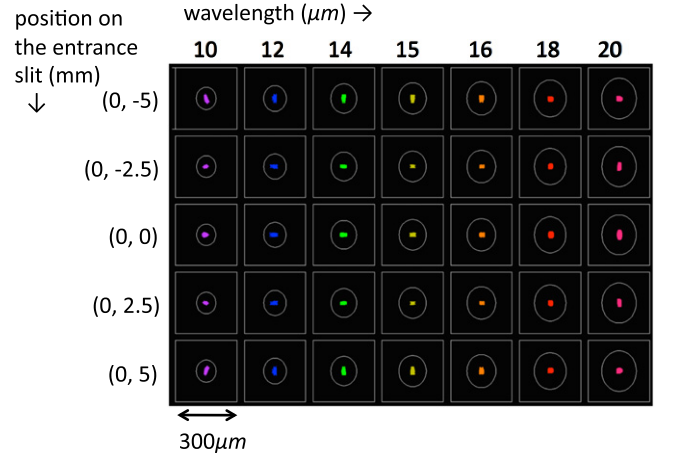 position on
the entrance
slit (mm)
↓
wavelength (μm) →
10 12 14 15 16 18 20
(0, -5)
(0, -2.5)
(0, 0)
(0, 2.5)
(0, 5)
300μm